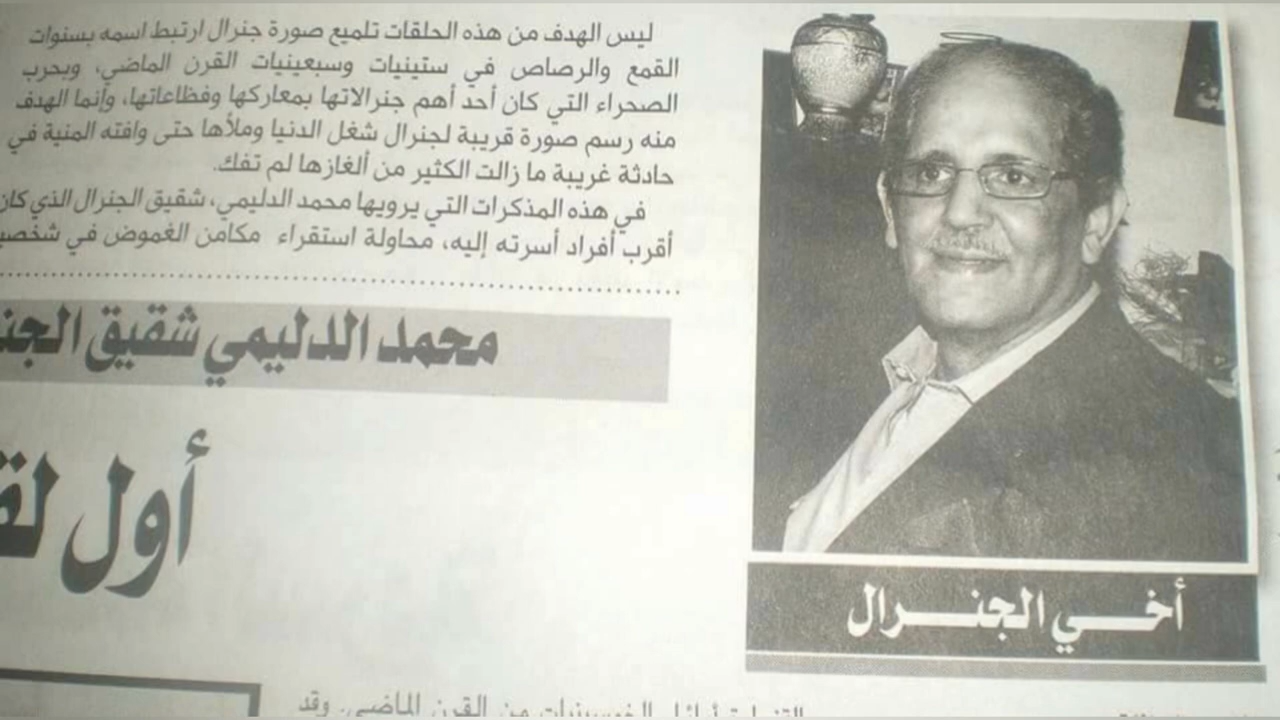 ليس الهدف من هذه الحلقات تلميع صورة جنرال ارتبط اسمه بسنوات
القمع والرصاص في ستينيات وسبعينيات القرن الماضي، وبحرب
الصحراء التي كان أحد أهم جنرالاتها بمعاركها وفظاعاتها، وإنما الهدف
منه رسم صورة قريبة لجنرال شغل الدنيا وملأها حتى وافته المنية في
حادثة غريبة ما زالت الكثير من ألغازها لم تفك.
في هذه المذكرات التي يرويها محمد الدليمي، شقيق الجنرال الذي كان
أقرب أفراد أسرته إليه، محاولة استقراء مكامن الغموض في
محمد الدليمي شقيق
أول
أخي الجنرال
من القرن الماضي. وقد